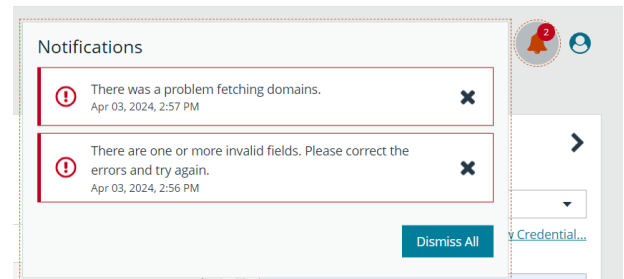 2
Notifications
There was a problem fetching domains.
Apr 03, 2024, 2:57 PM
There are one or more invalid fields. Please correct the
errors and try again.
Apr 03, 2024, 2:56 PM
Dismiss All
Credential...